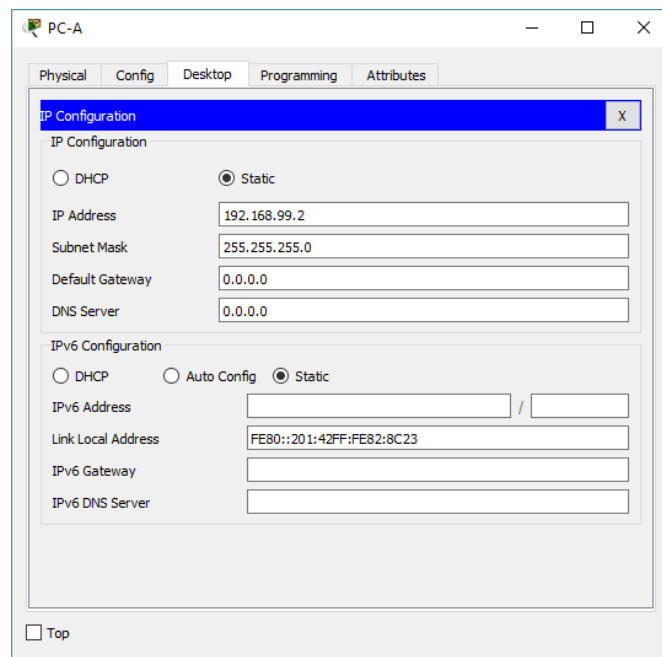 PC-A
Physical Config Desktop Programming Attributes
IP Configuration X
IP Configuration
DHCP Static
IP Address 192.168.99.2
Subnet Mask 255.255.255.0
Default Gateway 0.0.0.0
DNS Server 0.0.0.0
IPv6 Configuration
DHCP Auto Config Static
IPv6 Address /
Link Local Address FE80::201:42FF:FE82:8C23
IPv6 Gateway
IPv6 DNS Server
Top